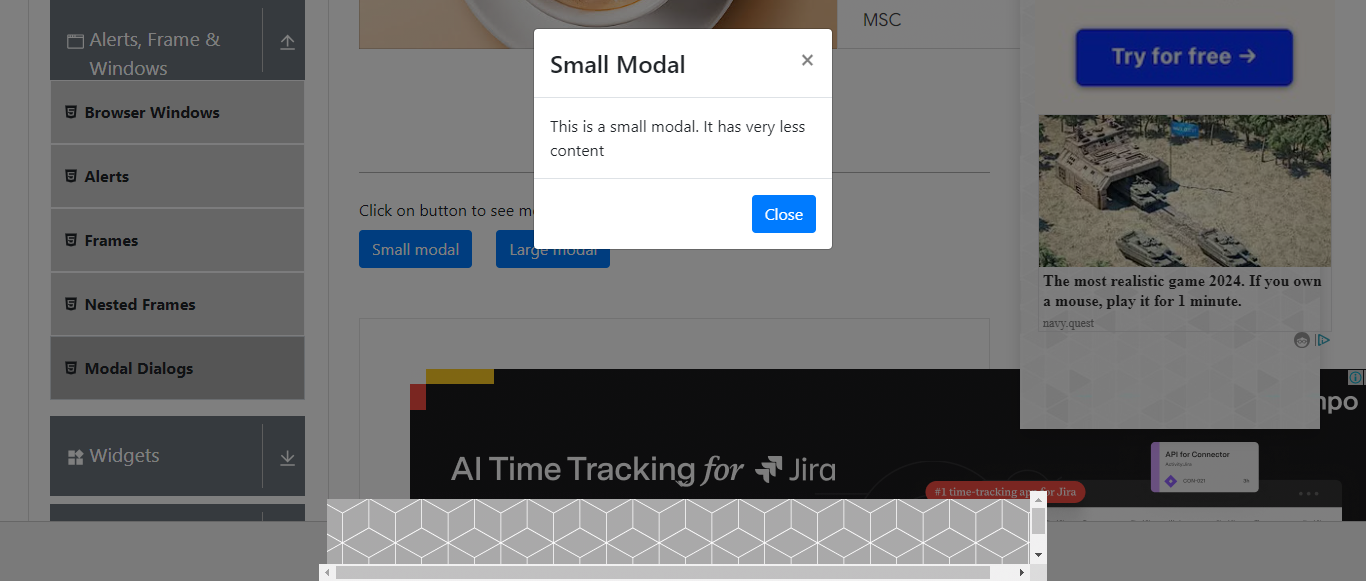 MSC
Alerts, Frame &
Windows
Small Modal
×
Try for free →
Browser Windows
This is a small modal. It has very less
content
Alerts
Click on button to see
Close
Frames
Small modal
Large modal
The most realistic game 2024. If you own
a mouse, play it for 1 minute.
navy.quest
Nested Frames
Modal Dialogs
Widgets
AI Time Tracking for Jira
API for Connector
#1 time-tracking app for Jira